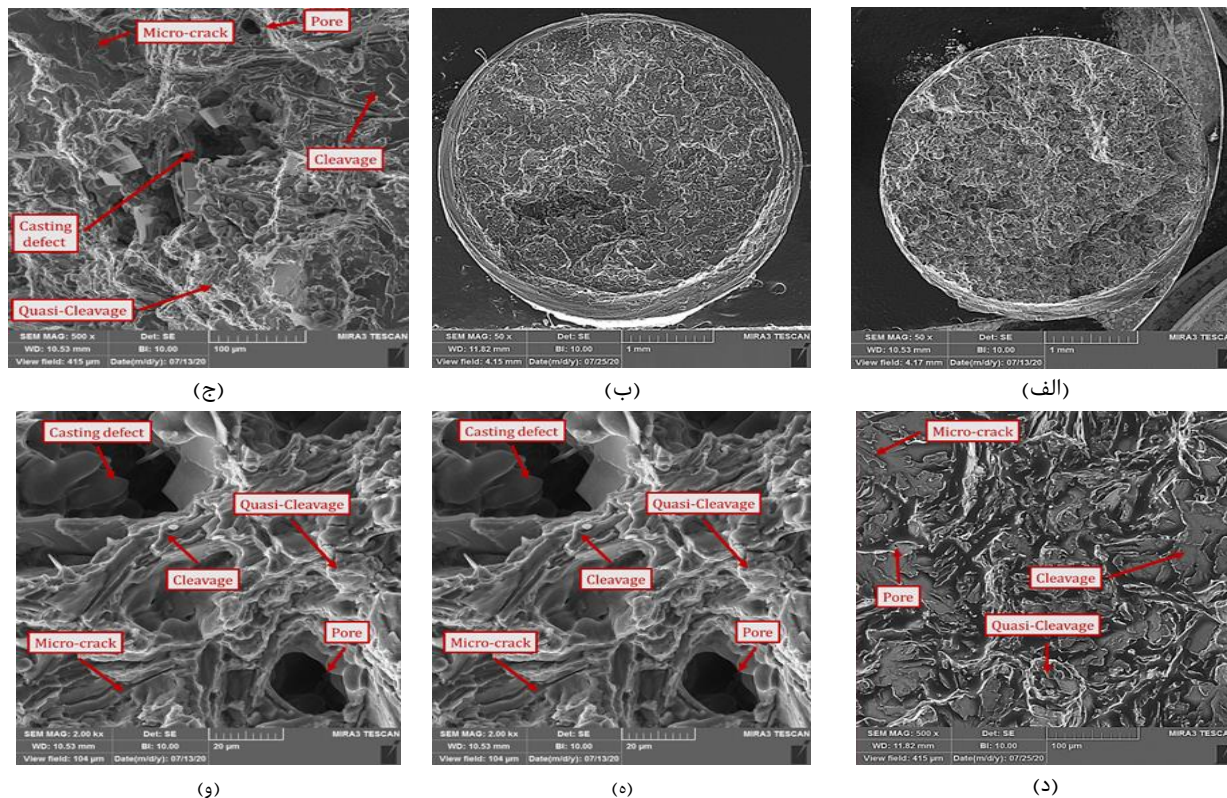 Micro-crack
Pore
Cleavage
Casting
defect
Quasi-Cleavage
SEM MAG: 500 x Det: SE MIRA3 TESCAN
WD: 10.53 mm BI: 10.00 100 µm
View field: 415 µm Date(m/d/y): 07/13/20
(ج)
SEM MAG: 50 x Det: SE MIRA3 TESCAN
WD: 11.82 mm BI: 10.00 1 mm
View field: 4.15 mm Date(m/d/y): 07/25/20
(ب)
SEM MAG: 50 x Det: SE MIRA3 TESCAN
WD: 10.53 mm BI: 10.00 1 mm
View field: 4.17 mm Date(m/d/y): 07/13/20
(الف)
Casting defect
Quasi-Cleavage
Cleavage
Micro-crack
Pore
SEM MAG: 2.00 kx Det: SE MIRA3 TESCAN
WD: 10.53 mm BI: 10.00 20 µm
View field: 104 µm Date(m/d/y): 07/13/20
(و)
Casting defect
Quasi-Cleavage
Cleavage
Micro-crack
Pore
SEM MAG: 2.00 kx Det: SE MIRA3 TESCAN
WD: 10.53 mm BI: 10.00 20 µm
View field: 104 µm Date(m/d/y): 07/13/20
(ه)
Micro-crack
Cleavage
Pore
Quasi-Cleavage
SEM MAG: 500 x Det: SE MIRA3 TESCAN
WD: 11.82 mm BI: 10.00 100 µm
View field: 415 µm Date(m/d/y): 07/25/20
(د)